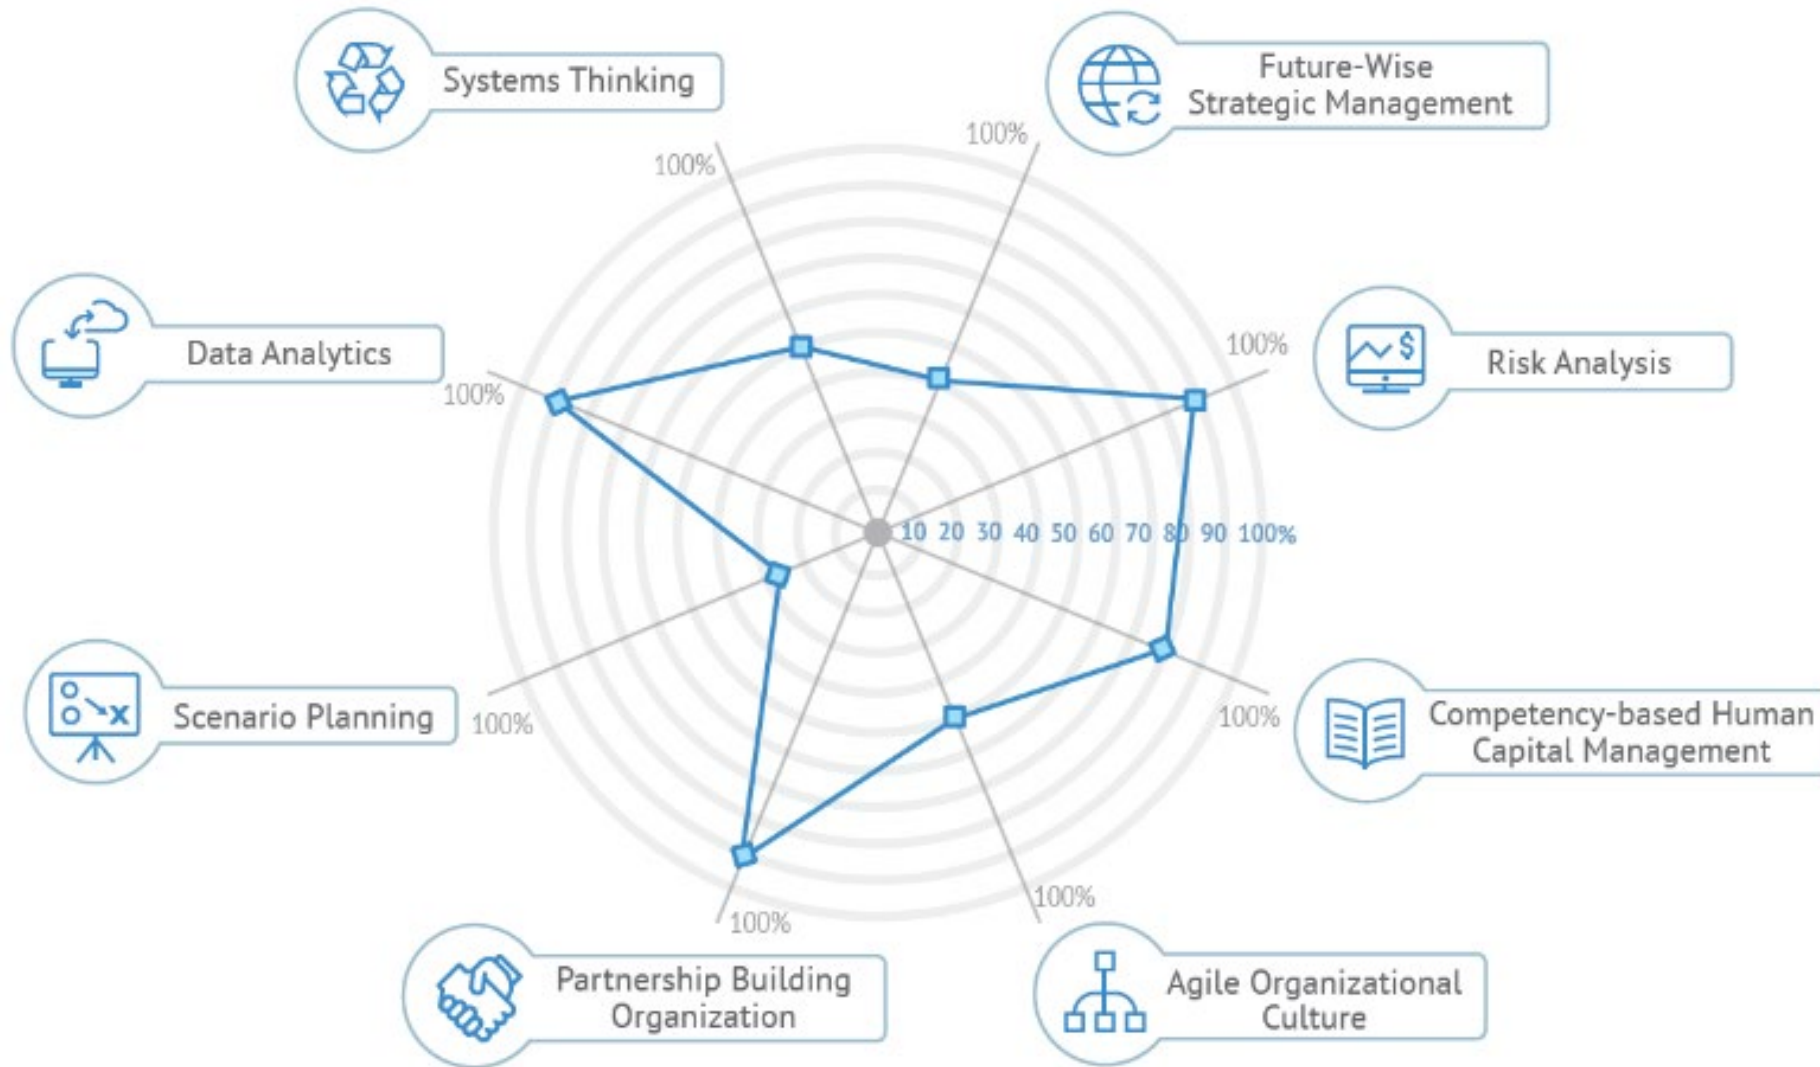 Systems Thinking
Future-Wise
Strategic Management
100%
100%
Data Analytics
100%
100%
Risk Analysis
10 20 30 40 50 60 70 80 90 100%
Scenario Planning
100%
100%
Competency-based Human
Capital Management
100%
100%
Partnership Building
Organization
Agile Organizational
Culture